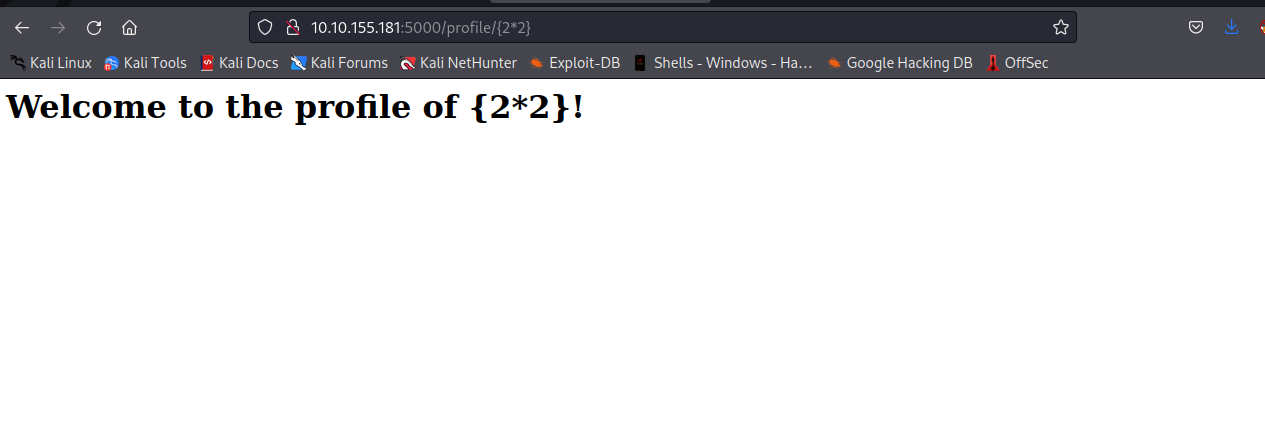 10.10.155.181:5000/profile/{2*2}
Kali Linux Kali Tools Kali Docs Kali Forums Kali NetHunter Exploit-DB Shells - Windows - Ha... Google Hacking DB OffSec
Welcome to the profile of {2*2}!